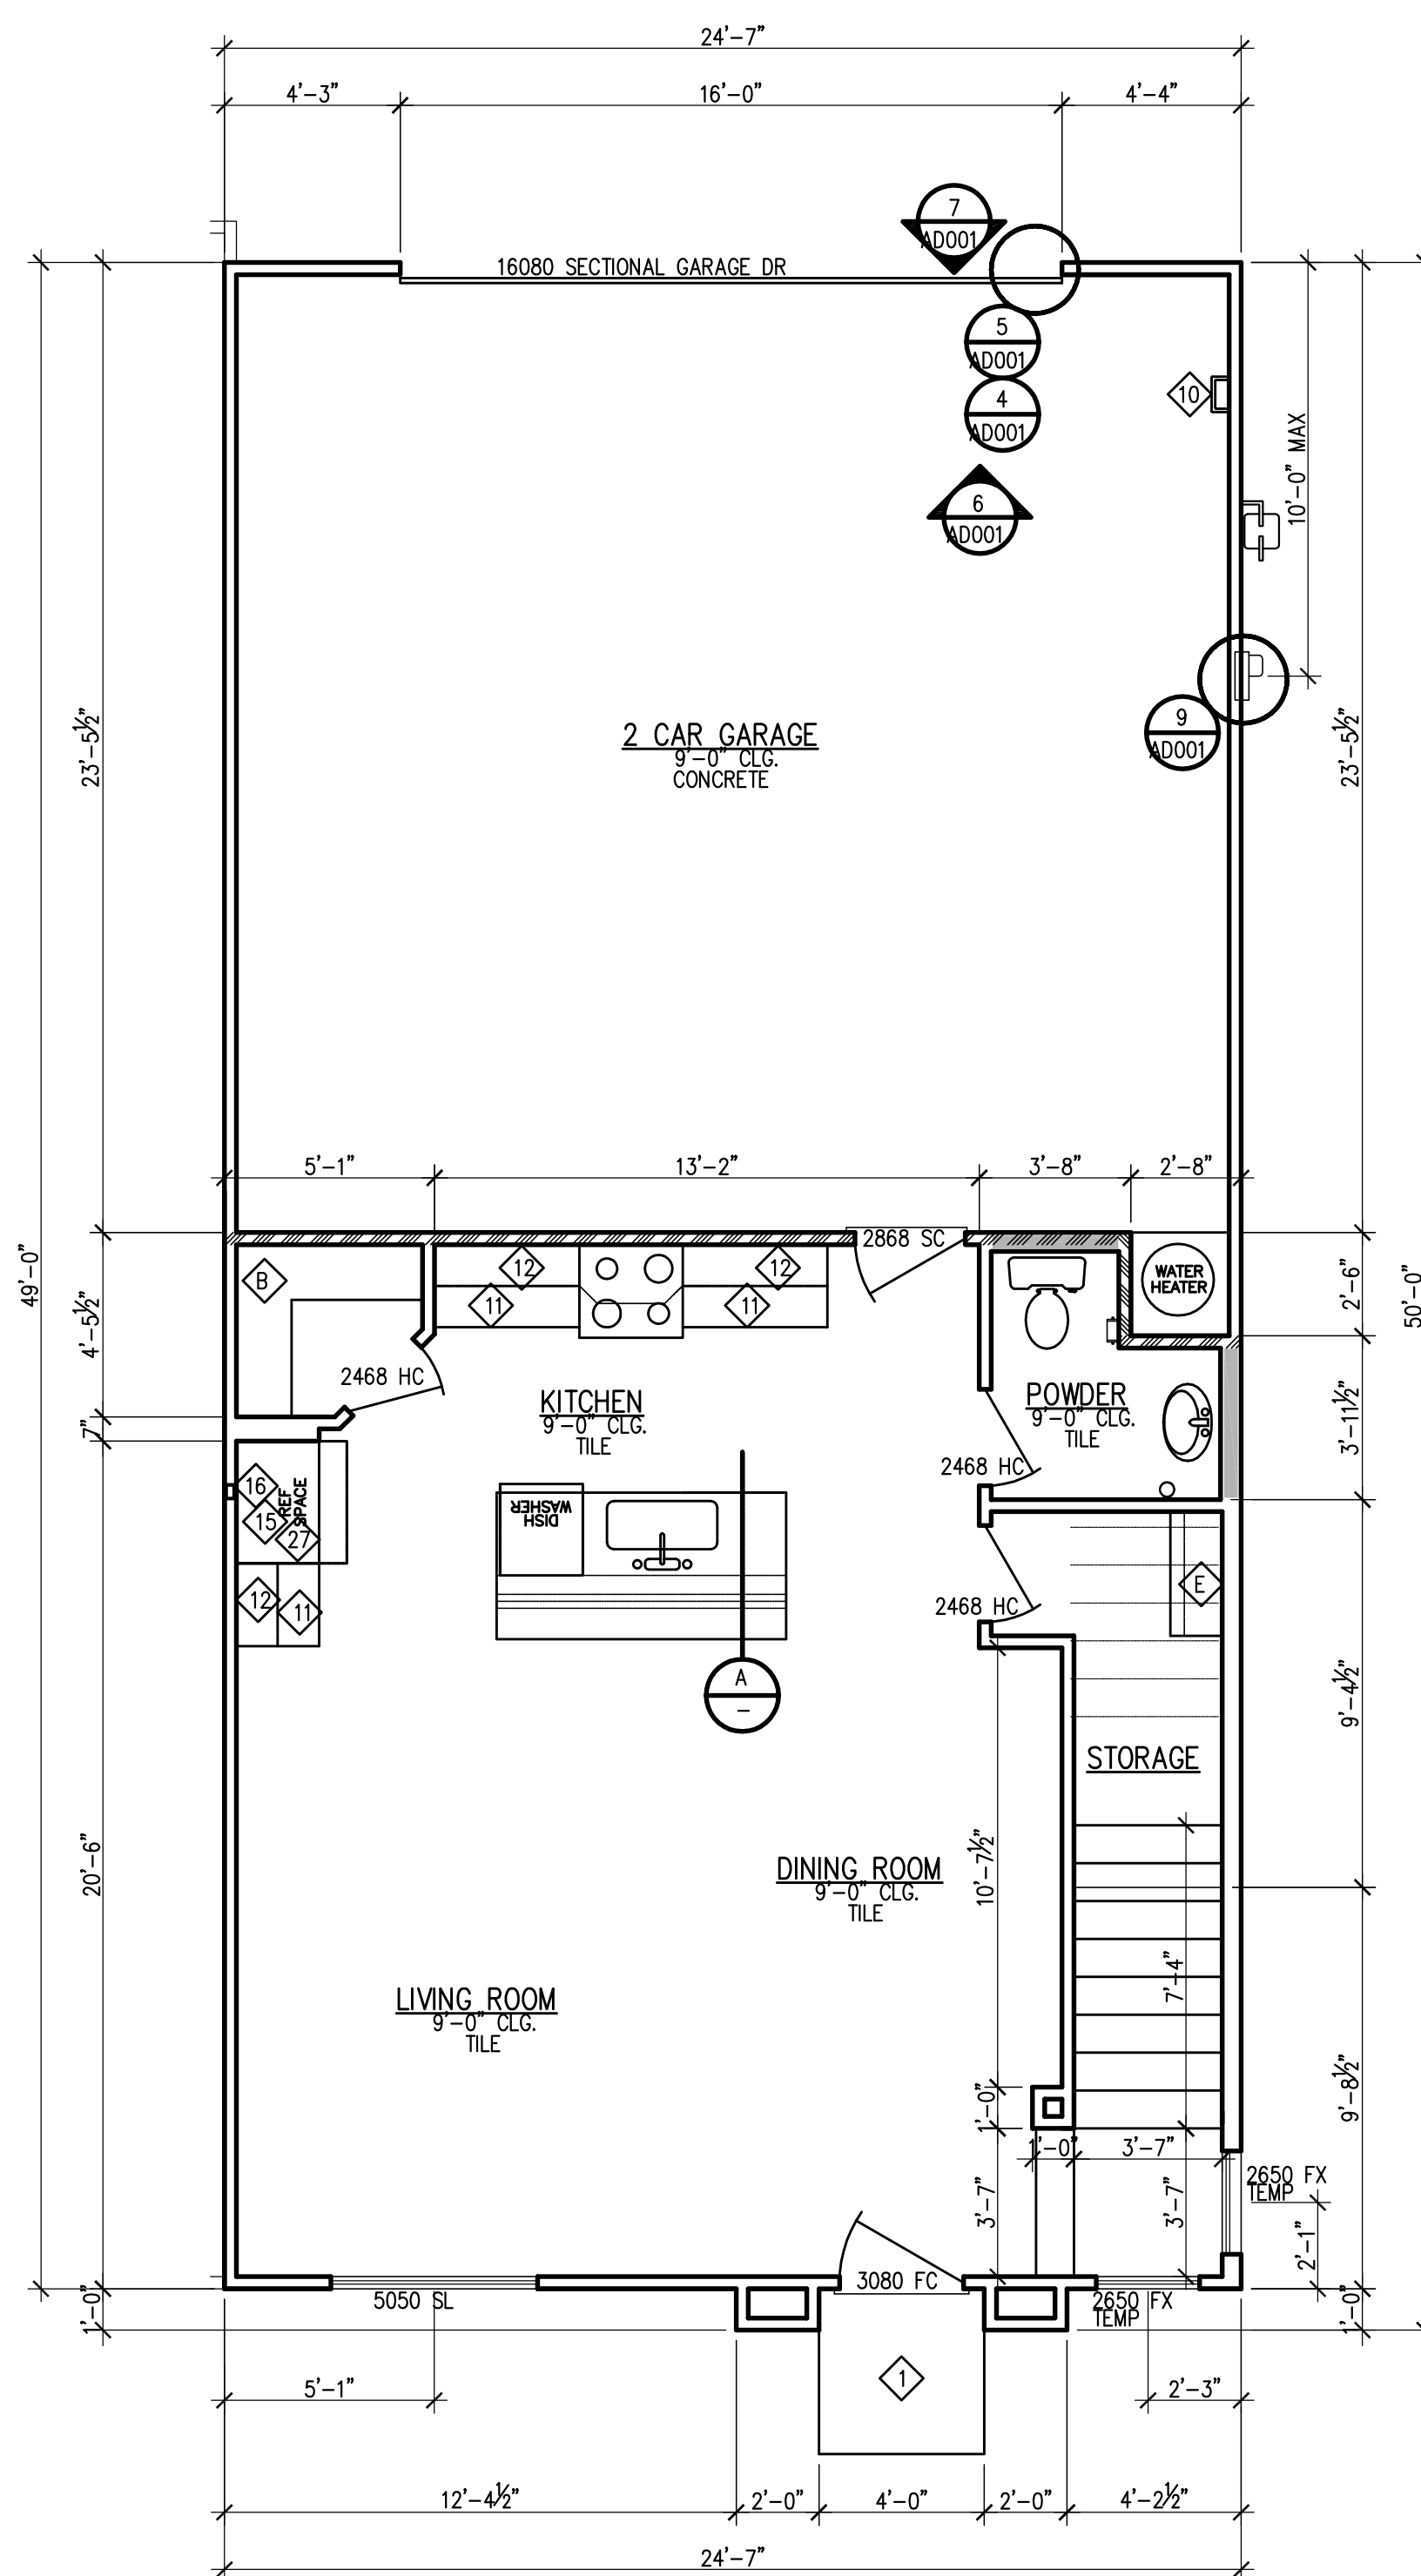 24'-7"
4'-3"
16'-0"
4'-4"
7
AD001
16080 SECTIONAL GARAGE DR
5
AD001
4
AD001
10
10'-0" MAX
6
AD001
9
AD001
23'-5½"
2 CAR GARAGE
9'-0" CLG.
CONCRETE
23'-5½"
5'-1"
13'-2"
3'-8"
2'-8"
49'-0"
50'-0"
2868 SC
B
12
12
11
11
WATER
HEATER
2'-6"
4'-5½"
2468 HC
KITCHEN
9'-0" CLG.
TILE
POWDER
9'-0" CLG.
TILE
3'-11½"
7"
2468 HC
16
REF
SPACE
15
27
DISH
WASHER
12
11
2468 HC
E
A
-
9'-4½"
STORAGE
20'-6"
10'-7½"
DINING ROOM
9'-0" CLG.
TILE
7'-4"
LIVING ROOM
9'-0" CLG.
TILE
1'-0"
9'-8½"
1'-0"
3'-7"
2650 FX
TEMP
3'-7"
3'-7"
2'-1"
3080 FC
5050 SL
2650 FX
TEMP
1'-0"
1'-0"
1
5'-1"
2'-3"
12'-4½"
2'-0"
4'-0"
2'-0"
4'-2½"
24'-7"